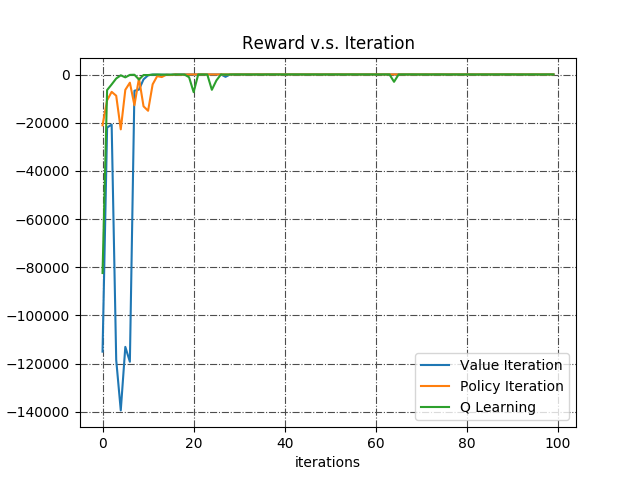 Reward v.s. Iteration
0
−20000
−40000
−60000
−80000
−100000
−120000
−140000
Value Iteration
Policy Iteration
Q Learning
0 20 40 60 80 100
iterations